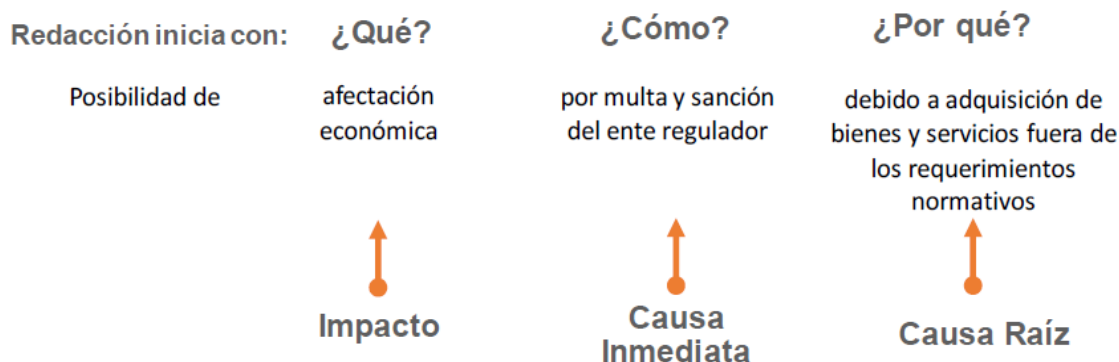 Redacción inicia con:
¿Qué?
¿Cómo?
¿Por qué?
Posibilidad de
afectación
económica
por multa y sanción
del ente regulador
debido a adquisición de
bienes y servicios fuera de
los requerimientos
normativos
Impacto
Causa
Inmediata
Causa Raíz